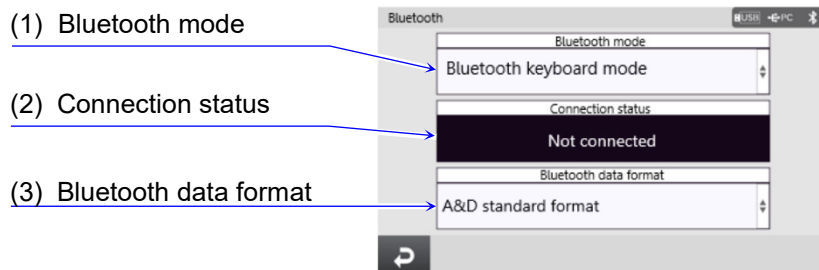 (1) Bluetooth mode
(2) Connection status
(3) Bluetooth data format
Bluetooth
USB
PC
Bluetooth mode
Bluetooth keyboard mode
Connection status
Not connected
Bluetooth data format
A&D standard format